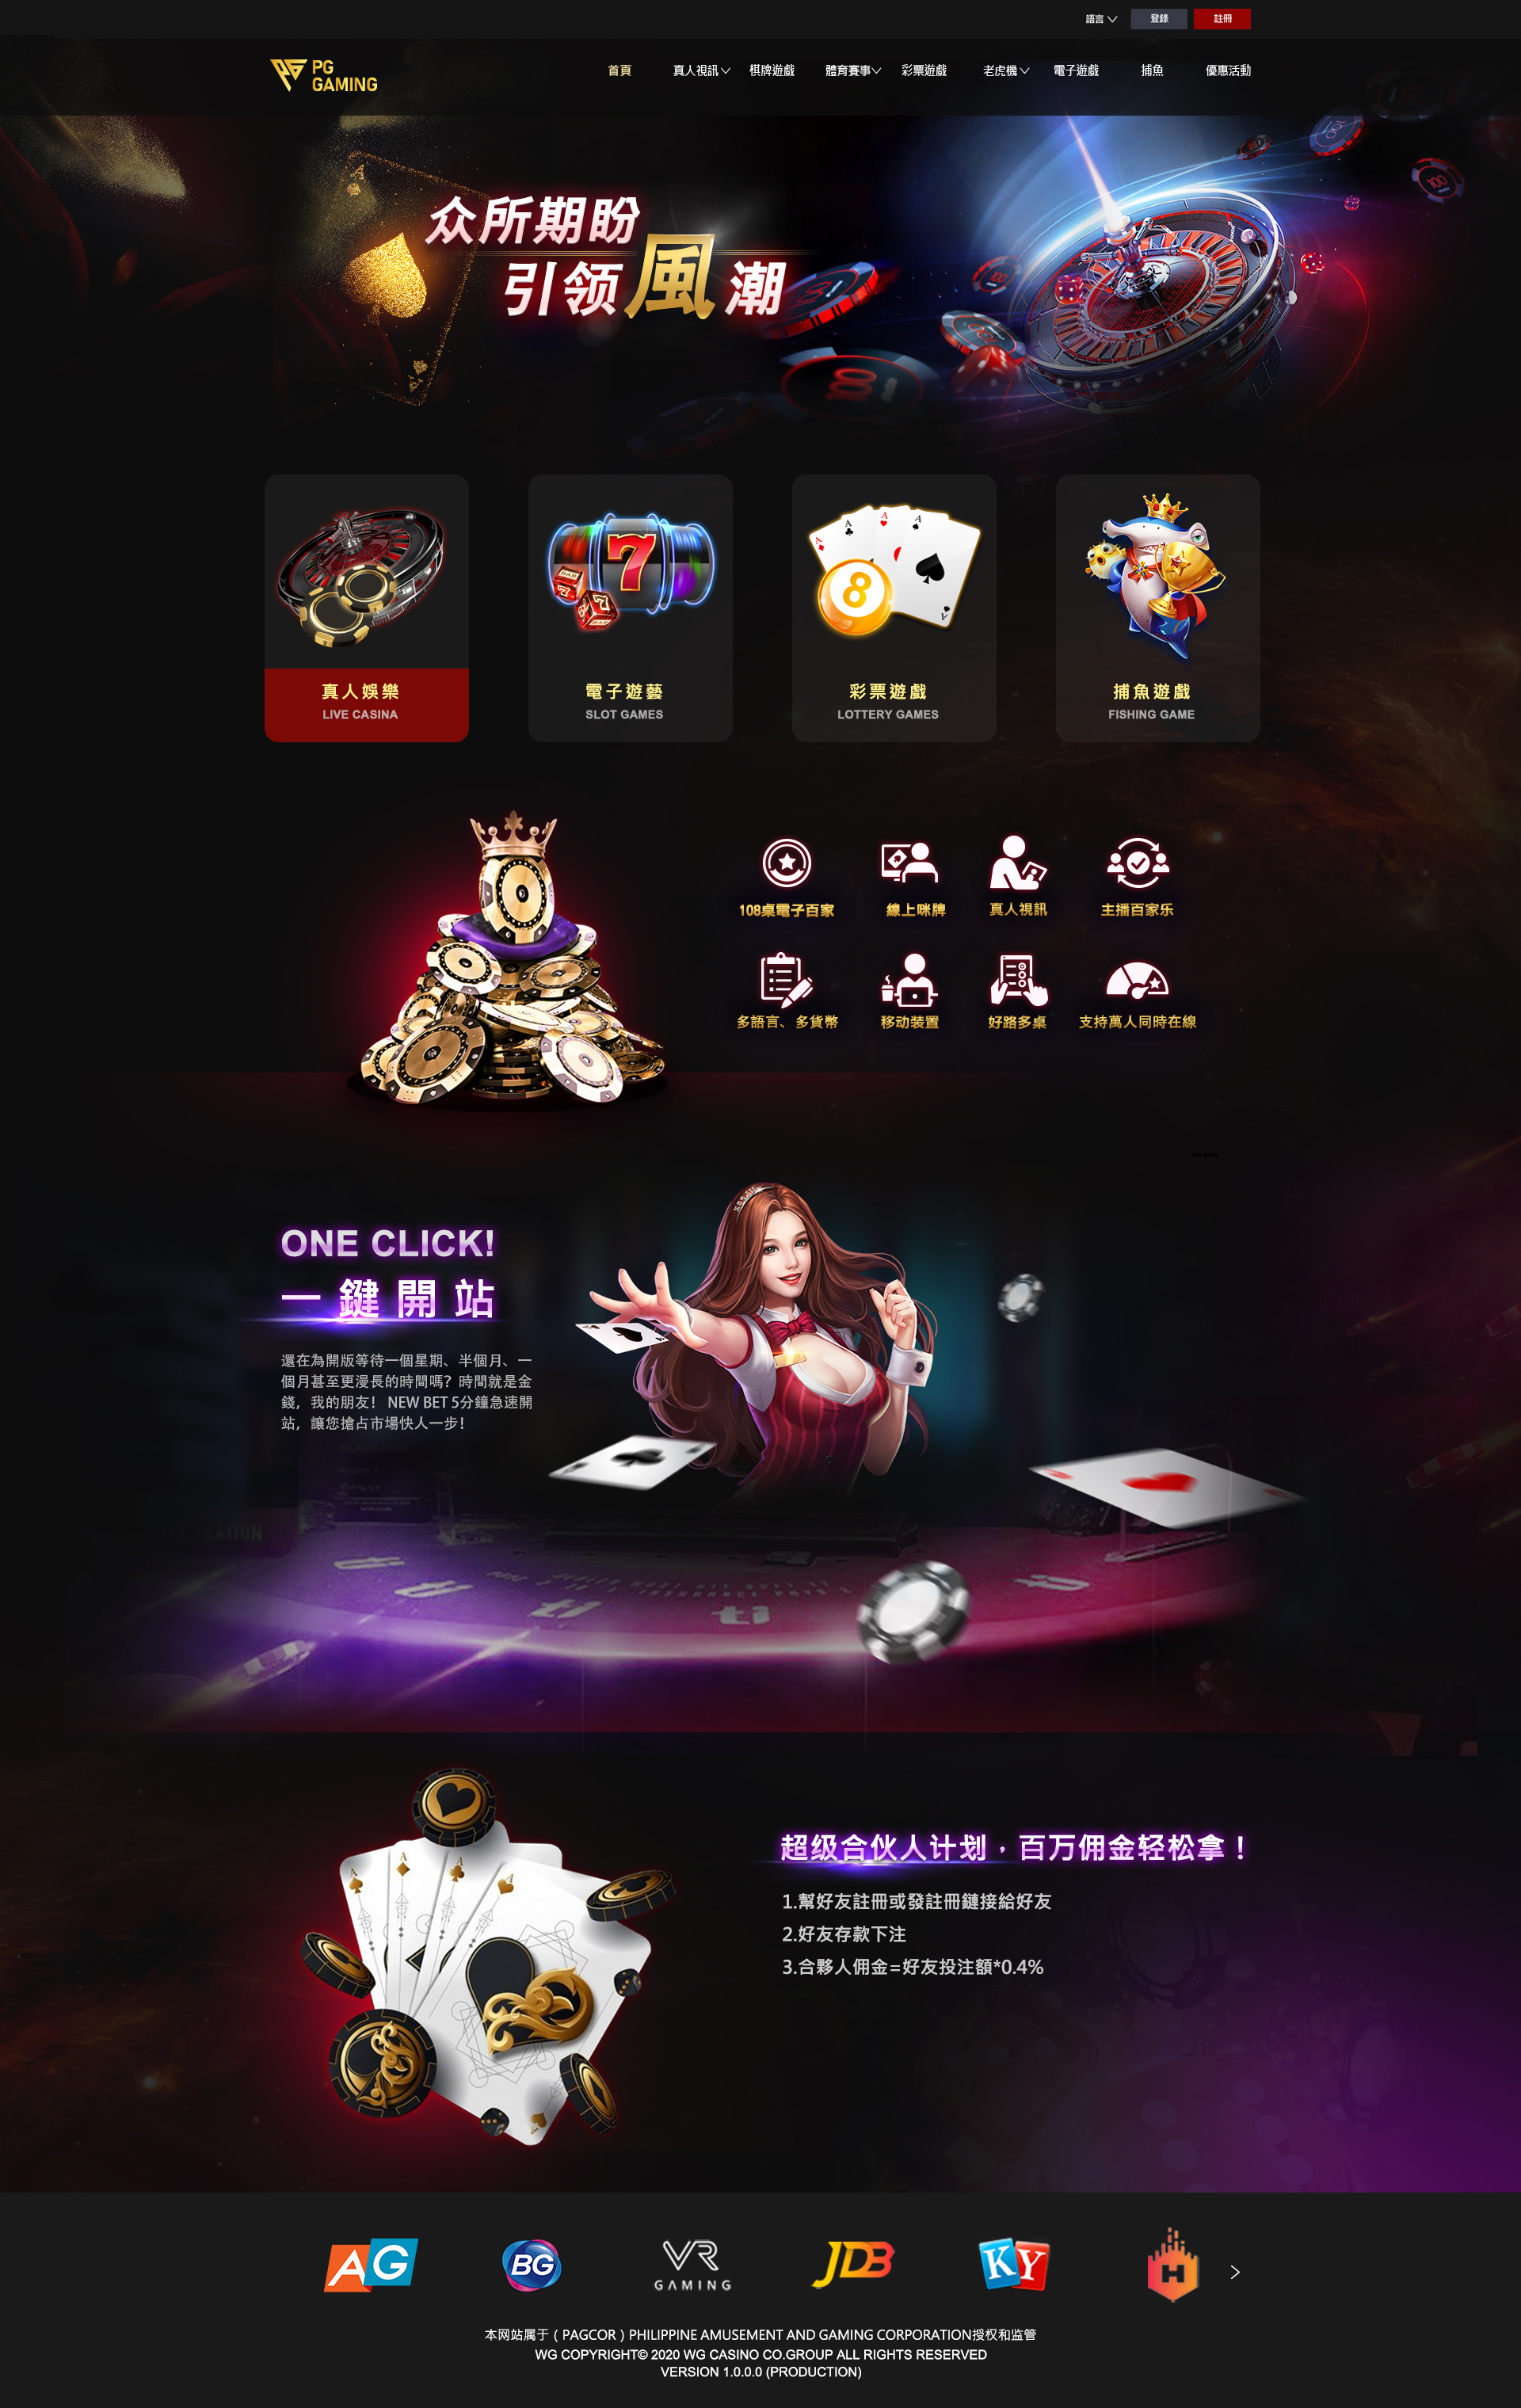 語言
登錄
註冊
PG
GAMING
首頁
真人視訊
棋牌遊戲
體育賽事
彩票遊戲
老虎機
電子遊戲
捕魚
優惠活動
众所期盼
引领風潮
真人娛樂
LIVE CASINA
電子遊藝
SLOT GAMES
彩票遊戲
LOTTERY GAMES
捕魚遊戲
FISHING GAME
108桌電子百家
線上咪牌
真人視訊
主播百家乐
多語言、多貨幣
移动裝置
好路多桌
支持萬人同時在線
ONE CLICK!
一鍵開站
還在為開版等待一個星期、半個月、一
個月甚至更漫長的時間嗎？時間就是金
錢，我的朋友！ NEW BET 5分鐘急速開
站，讓您搶占市場快人一步！
超级合伙人计划，百万佣金轻松拿！
1.幫好友註冊或發註冊鏈接給好友
2.好友存款下注
3.合夥人佣金=好友投注額*0.4%
AG
BG
VR
GAMING
JDB
KY
H
本网站属于（PAGCOR）PHILIPPINE AMUSEMENT AND GAMING CORPORATION授权和监管
WG COPYRIGHT© 2020 WG CASINO CO.GROUP ALL RIGHTS RESERVED
VERSION 1.0.0.0 (PRODUCTION)